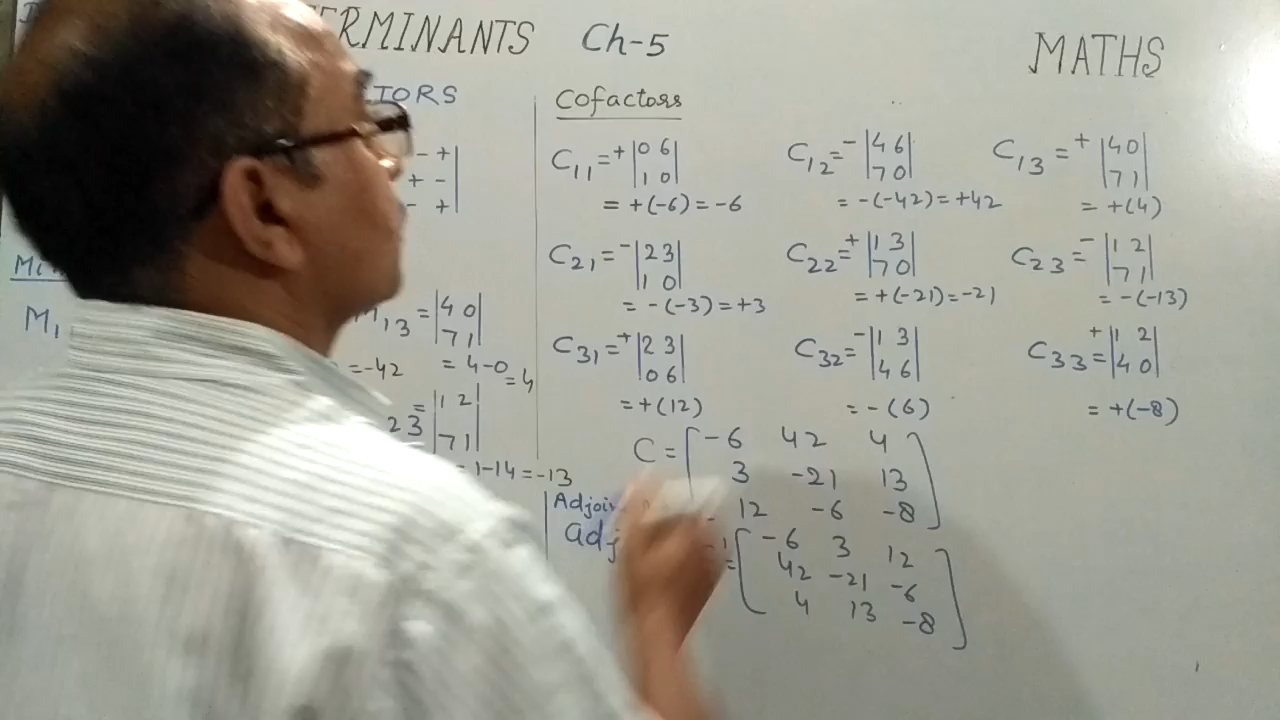 ERMINANTS Ch-5 MATHS
TORS
- +
+ -
- +
M1
M13 = |4 0|
|7 1|
= -42 = 4-0 = 4
23 = |1 2|
|7 1|
= 1-14 = -13
Cofactors
C11 = + |0 6| C12 = - |4 6| C13 = + |4 0|
|1 0| |7 0| |7 1|
= +(-6) = -6 = -(-42) = +42 = +(4)
C21 = - |2 3| C22 = + |1 3| C23 = - |1 2|
|1 0| |7 0| |7 1|
= -(-3) = +3 = +(-21) = -21 = -(-13)
C31 = + |2 3| C32 = - |1 3| C33 = + |1 2|
|0 6| |4 6| |4 0|
= +(12) = -(6) = +(-8)
C = [-6 42 4
3 -21 13
12 -6 -8]
adj
= [-6 3 12
42 -21 -6
4 13 -8]